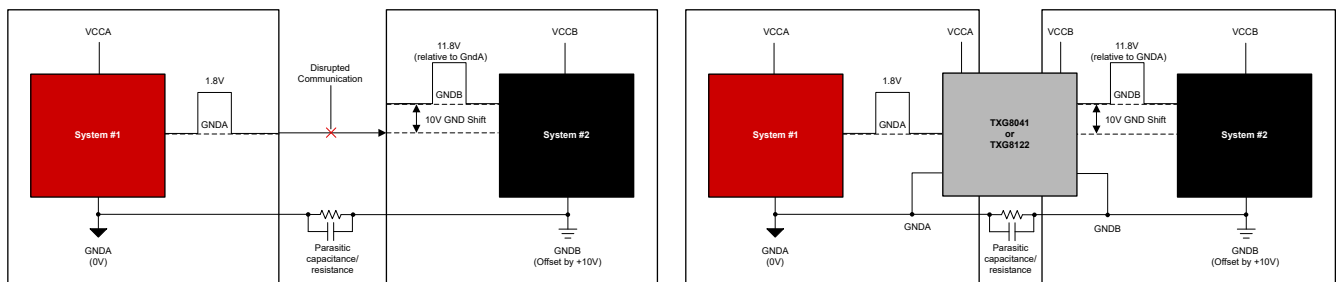 VCCA
System #1
1.8V
GNDA
Disrupted
Communication
11.8V
(relative to GndA)
GNDB
10V GND Shift
VCCB
System #2
GNDA
(0V)
Parasitic
capacitance/
resistance
GNDB
(Offset by +10V)
VCCA
System #1
1.8V
GNDA
VCCA
VCCB
TXG8041
or
TXG8122
11.8V
(relative to GNDA)
GNDB
10V GND Shift
VCCB
System #2
GNDA
(0V)
GNDA
Parasitic
capacitance/
resistance
GNDB
GNDB
(Offset by +10V)